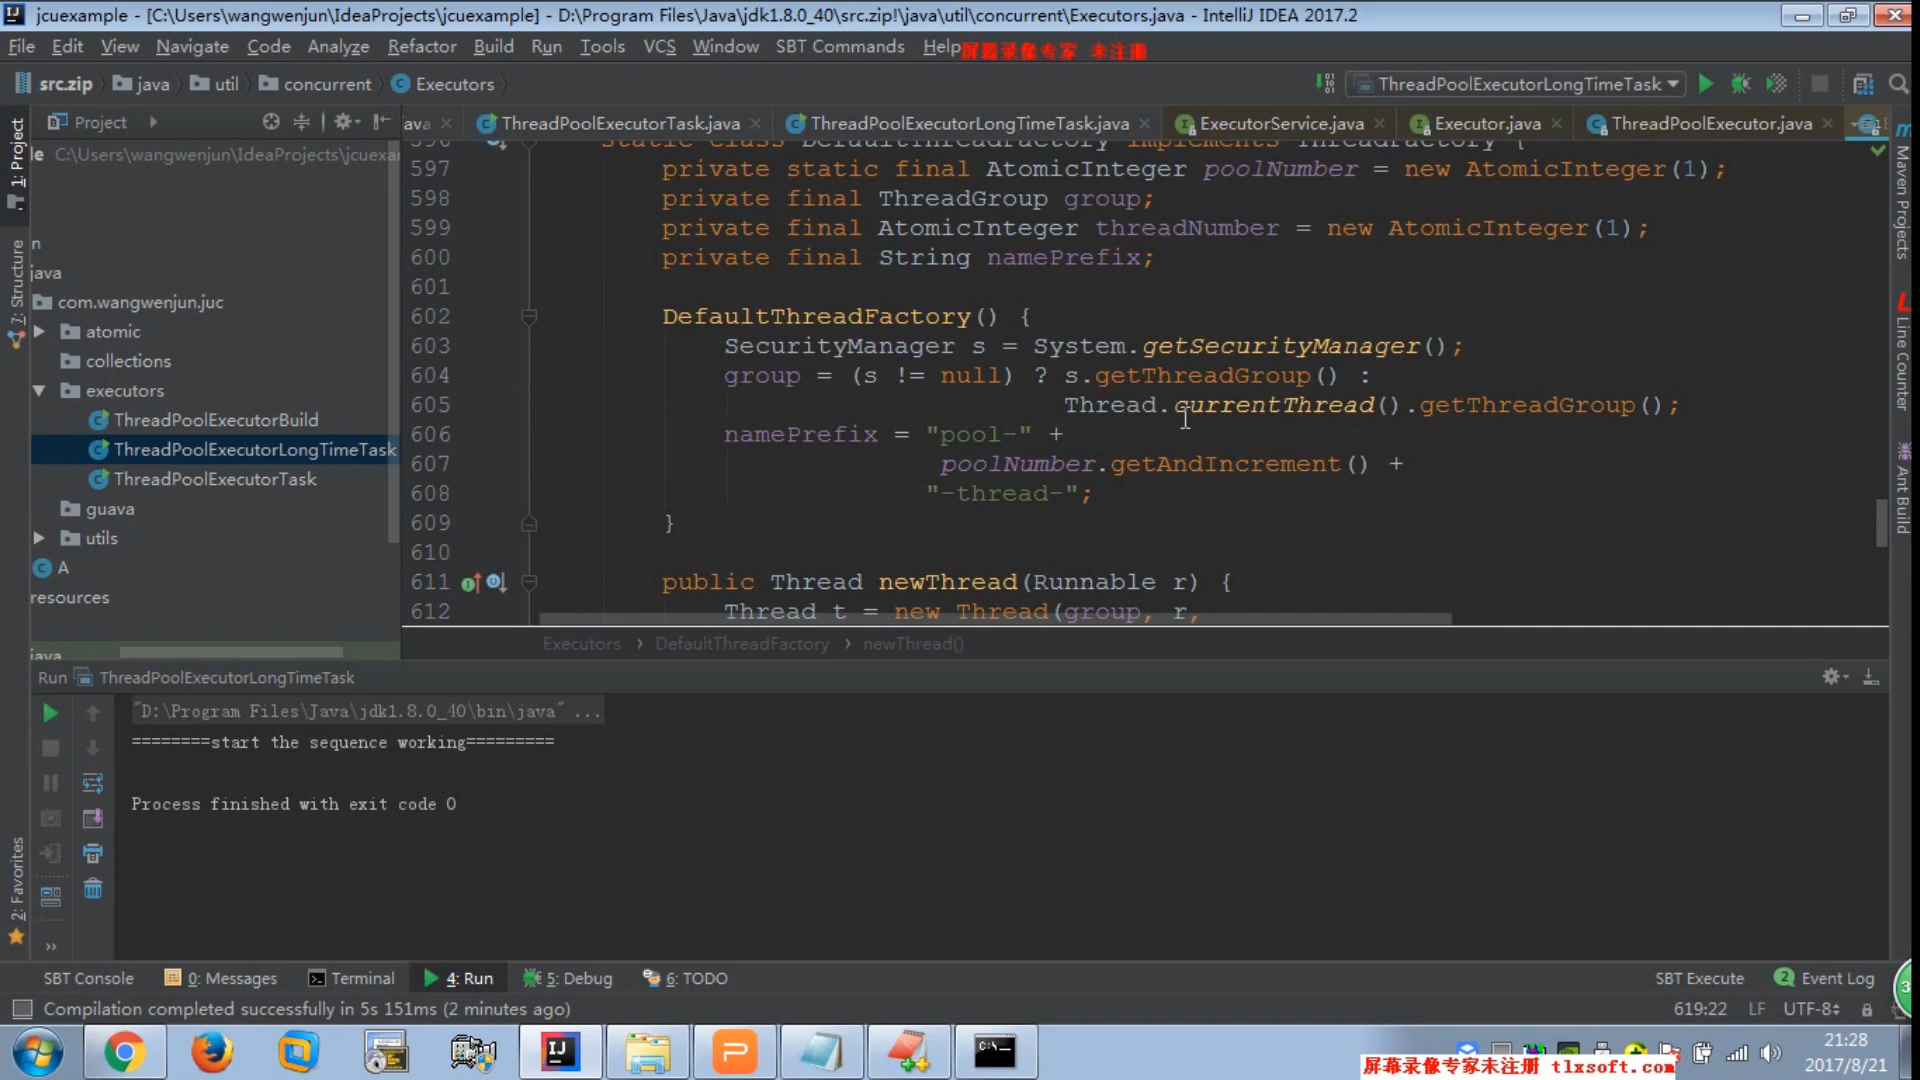 jcuexample - [C:\Users\wangwenjun\IdeaProjects\jcuexample] - D:\Program Files\Java\jdk1.8.0_40\src.zip!\java\util\concurrent\Executors.java - IntelliJ IDEA 2017.2
File Edit View Navigate Code Analyze Refactor Build Run Tools VCS Window SBT Commands Help
屏幕录像专家 未注册
src.zip java util concurrent Executors
ThreadPoolExecutorLongTimeTask
Project
ava ThreadPoolExecutorTask.java ThreadPoolExecutorLongTimeTask.java ExecutorService.java Executor.java ThreadPoolExecutor.java
le C:\Users\wangwenjun\IdeaProjects\jcuexam
n
java
com.wangwenjun.juc
atomic
collections
executors
ThreadPoolExecutorBuild
ThreadPoolExecutorLongTimeTask
ThreadPoolExecutorTask
guava
utils
A
resources
java
596 static class DefaultThreadFactory implements ThreadFactory {
597 private static final AtomicInteger poolNumber = new AtomicInteger(1);
598 private final ThreadGroup group;
599 private final AtomicInteger threadNumber = new AtomicInteger(1);
600 private final String namePrefix;
601
602 DefaultThreadFactory() {
603 SecurityManager s = System.getSecurityManager();
604 group = (s != null) ? s.getThreadGroup() :
605 Thread.currentThread().getThreadGroup();
606 namePrefix = "pool-" +
607 poolNumber.getAndIncrement() +
608 "-thread-";
609 }
610
611 public Thread newThread(Runnable r) {
612 Thread t = new Thread(group, r,
Executors › DefaultThreadFactory › newThread()
1: Project
7: Structure
2: Favorites
Maven Projects
Line Counter
Ant Build
Run ThreadPoolExecutorLongTimeTask
"D:\Program Files\Java\jdk1.8.0_40\bin\java" ...
========start the sequence working=========
Process finished with exit code 0
SBT Console 0: Messages Terminal 4: Run 5: Debug 6: TODO
SBT Execute 2 Event Log
Compilation completed successfully in 5s 151ms (2 minutes ago)
619:22 LF UTF-8
21:28
2017/8/21
屏幕录像专家未注册 tlxsoft.com